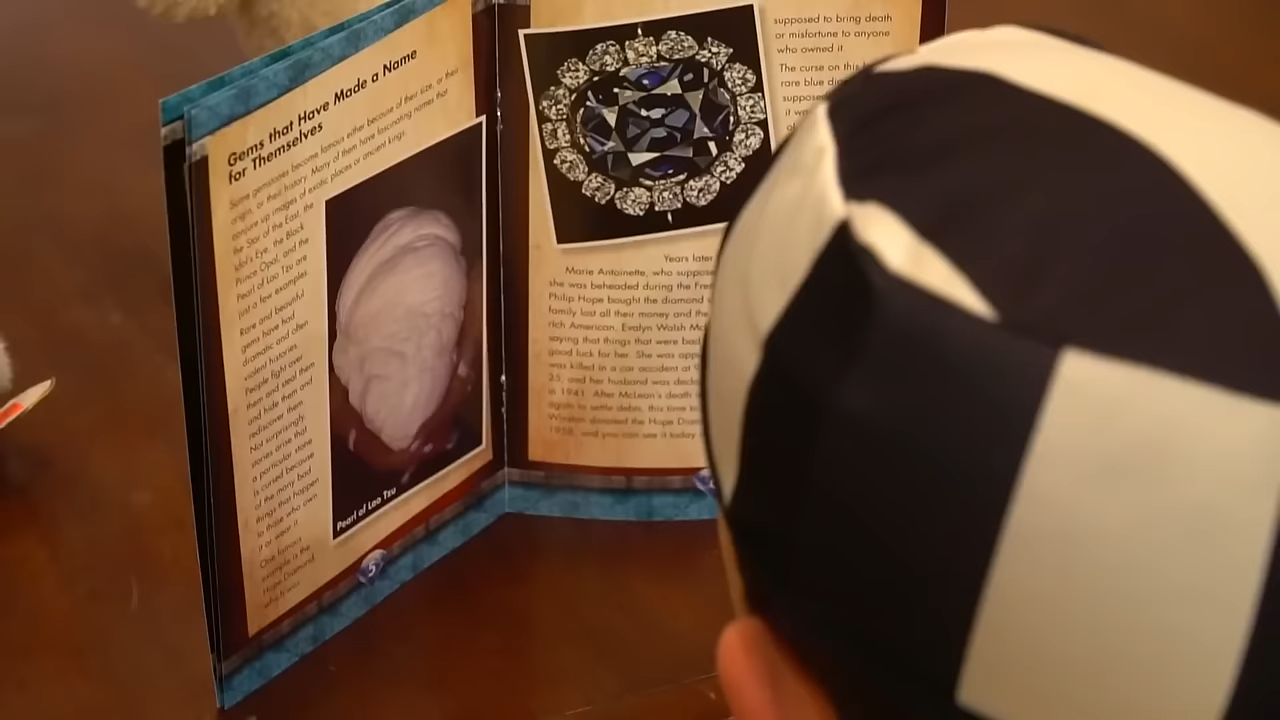 Gems that Have Made a Name
for Themselves
Some gemstones become famous either because of their size, or their
origin, or their history. Many of them have fascinating names that
conjure up images of exotic places or ancient kings.
the Star of the East, the
Idol's Eye, the Black
Prince Opal, and the
Pearl of Lao Tzu are
just a few examples.
Rare and beautiful
gems have had
dramatic and often
violent histories.
People fight over
them and steal them
and hide them and
rediscover them.
Not surprisingly
stories arise that
a particular stone
is cursed because
of the many bad
things that happen
to those who own
it or wear it.
One famous
example is the
Hope Diamond,
which was
Pearl of Lao Tzu
5
supposed to bring death
or misfortune to anyone
who owned it.
The curse on this
rare blue
supposed
it
Years later
Marie Antoinette, who
she was beheaded during the
Philip Hope bought the diamond
family lost all their money and the
rich American, Evalyn Walsh
saying that things that were bad
good luck for her. She was
was killed in a car accident at
25, and her husband was
in 1941. After McLean's death
again to settle debts, this time to
Winston donated the Hope
1958, and you can see it today